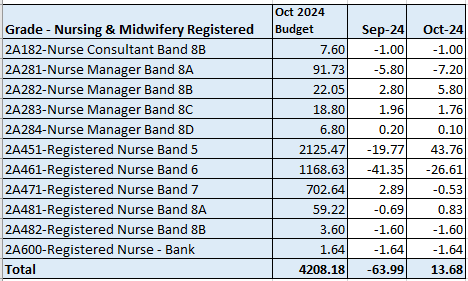 Grade - Nursing & Midwifery Registered Oct 2024 Budget Sep-24 Oct-24
2A182-Nurse Consultant Band 8B 7.60 -1.00 -1.00
2A281-Nurse Manager Band 8A 91.73 -5.80 -7.20
2A282-Nurse Manager Band 8B 22.05 2.80 5.80
2A283-Nurse Manager Band 8C 18.80 1.96 1.76
2A284-Nurse Manager Band 8D 6.80 0.20 0.10
2A451-Registered Nurse Band 5 2125.47 -19.77 43.76
2A461-Registered Nurse Band 6 1168.63 -41.35 -26.61
2A471-Registered Nurse Band 7 702.64 2.89 -0.53
2A481-Registered Nurse Band 8A 59.22 -0.69 0.83
2A482-Registered Nurse Band 8B 3.60 -1.60 -1.60
2A600-Registered Nurse - Bank 1.64 -1.64 -1.64
Total 4208.18 -63.99 13.68